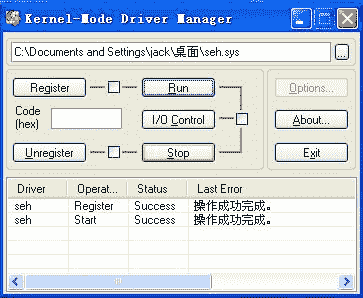 Kernel-Mode Driver Manager
C:\Documents and Settings\jack\桌面\seh.sys
...
Register
Run
Options...
Code
(hex)
I/O Control
About...
Unregister
Stop
Exit
Driver Operat... Status Last Error
seh Register Success 操作成功完成。
seh Start Success 操作成功完成。